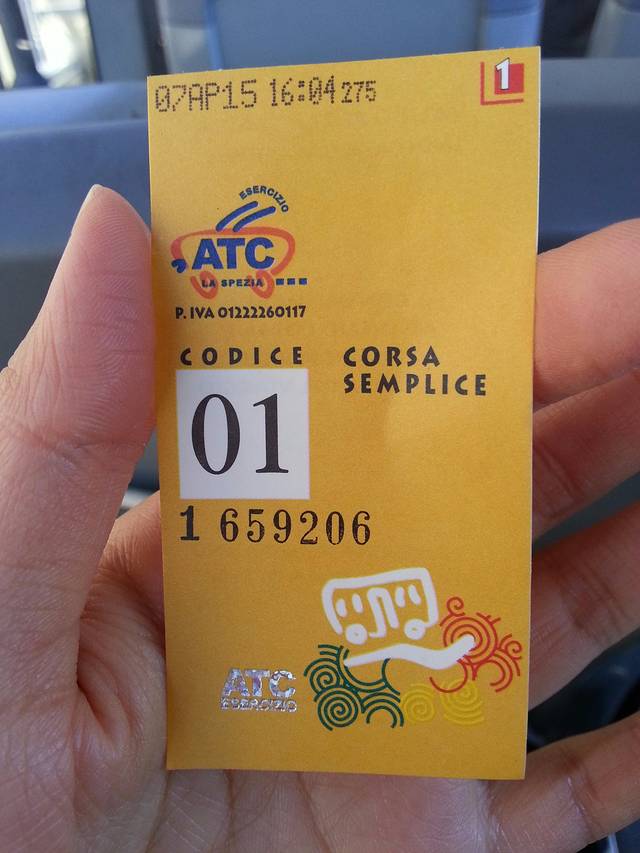 07AP15 16:04 275
1
ESERCIZIO
ATC
LA SPEZIA
P. IVA 01222260117
CODICE
01
CORSA
SEMPLICE
1 659206
ATC
ESERCIZIO